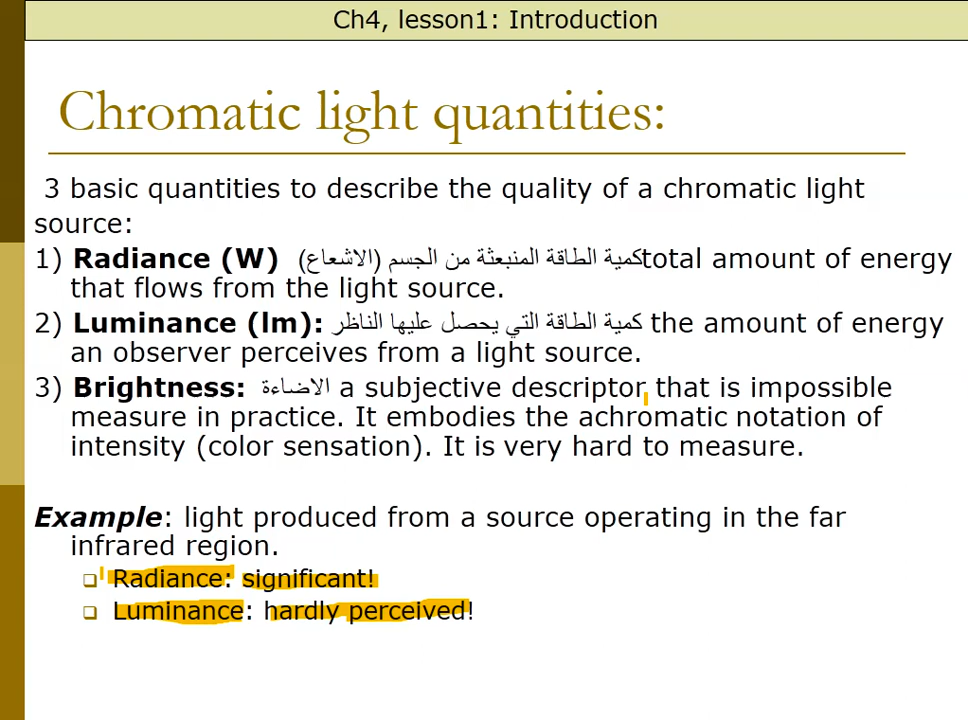 Ch4, lesson1: Introduction
Chromatic light quantities:
3 basic quantities to describe the quality of a chromatic light
source:
1) Radiance (W) كمية الطاقة المنبعثة من الجسم (الاشعاع)total amount of energy
that flows from the light source.
2) Luminance (lm): كمية الطاقة التي يحصل عليها الناظر the amount of energy
an observer perceives from a light source.
3) Brightness: الاضاءة a subjective descriptor that is impossible
measure in practice. It embodies the achromatic notation of
intensity (color sensation). It is very hard to measure.
Example: light produced from a source operating in the far
infrared region.
❑ Radiance: significant!
❑ Luminance: hardly perceived!